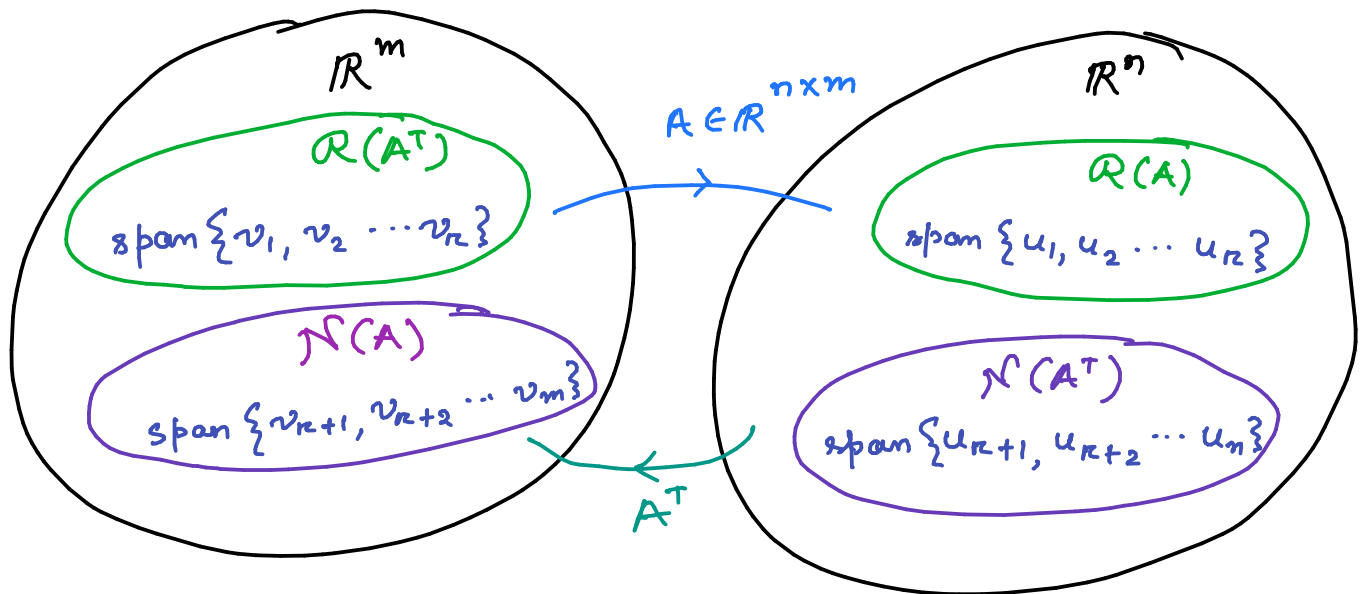 ℝ^m
R(A^T)
span{v_1, v_2 ⋯ v_r}
N(A)
span{v_{r+1}, v_{r+2} ⋯ v_m}
A ∈ ℝ^{n×m}
A^T
ℝ^n
R(A)
span{u_1, u_2 ⋯ u_r}
N(A^T)
span{u_{r+1}, u_{r+2} ⋯ u_n}